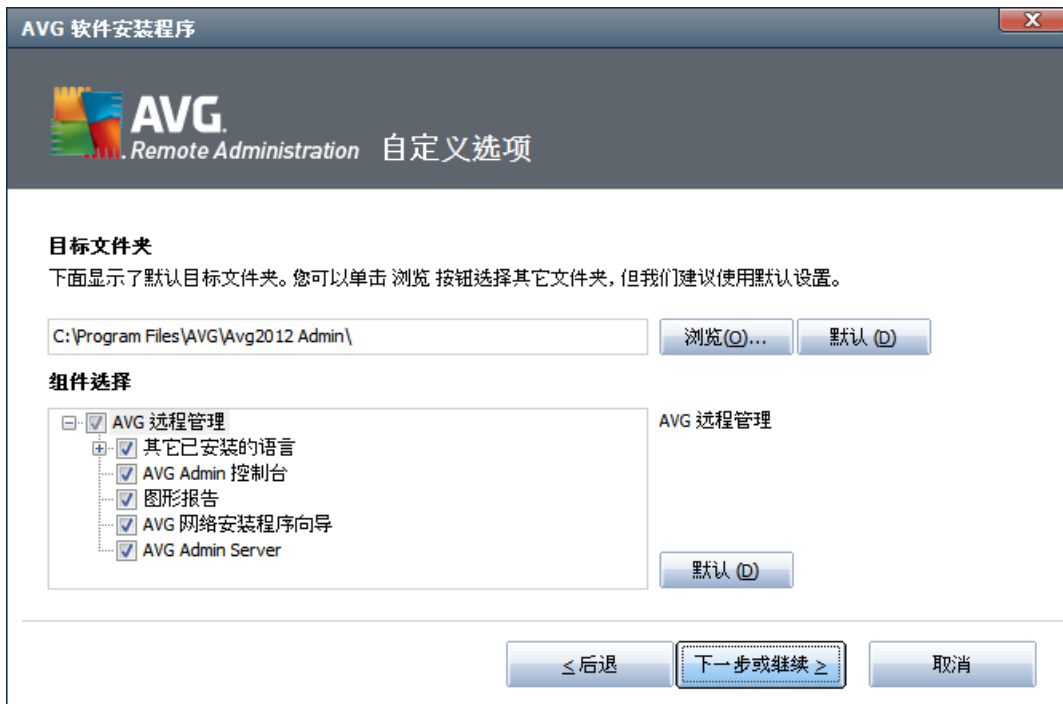 AVG 软件安装程序
AVG.
Remote Administration 自定义选项
目标文件夹
下面显示了默认目标文件夹。您可以单击 浏览 按钮选择其它文件夹, 但我们建议使用默认设置。
C:\Program Files\AVG\Avg2012 Admin\ 浏览(O)... 默认 (D)
组件选择
AVG 远程管理 AVG 远程管理
其它已安装的语言
AVG Admin 控制台
图形报告
AVG 网络安装程序向导
AVG Admin Server
默认 (D)
< 后退 下一步或继续 > 取消